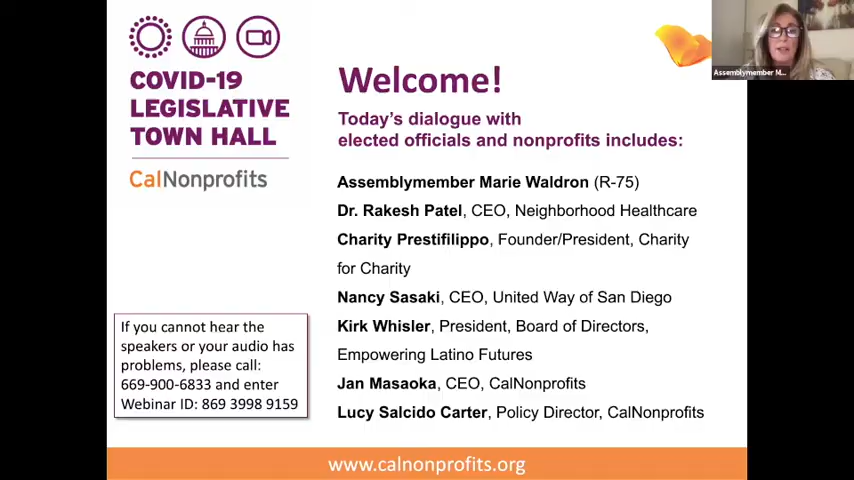 COVID-19
LEGISLATIVE
TOWN HALL
CalNonprofits
Welcome!
Today's dialogue with
elected officials and nonprofits includes:
Assemblymember Marie Waldron (R-75)
Dr. Rakesh Patel, CEO, Neighborhood Healthcare
Charity Prestifilippo, Founder/President, Charity
for Charity
Nancy Sasaki, CEO, United Way of San Diego
Kirk Whisler, President, Board of Directors,
Empowering Latino Futures
Jan Masaoka, CEO, CalNonprofits
Lucy Salcido Carter, Policy Director, CalNonprofits
If you cannot hear the
speakers or your audio has
problems, please call:
669-900-6833 and enter
Webinar ID: 869 3998 9159
www.calnonprofits.org
Assemblymember M...